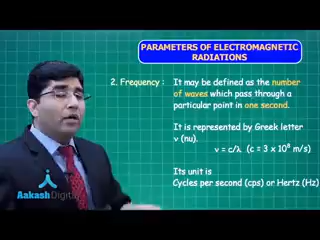 PARAMETERS OF ELECTROMAGNETIC
RADIATIONS
2. Frequency : It may be defined as the number
of waves which pass through a
particular point in one second.
It is represented by Greek letter
ν (nu).
ν = c/λ (c = 3 x 10⁸ m/s)
Its unit is
Cycles per second (cps) or Hertz (Hz)
Aakash Digital